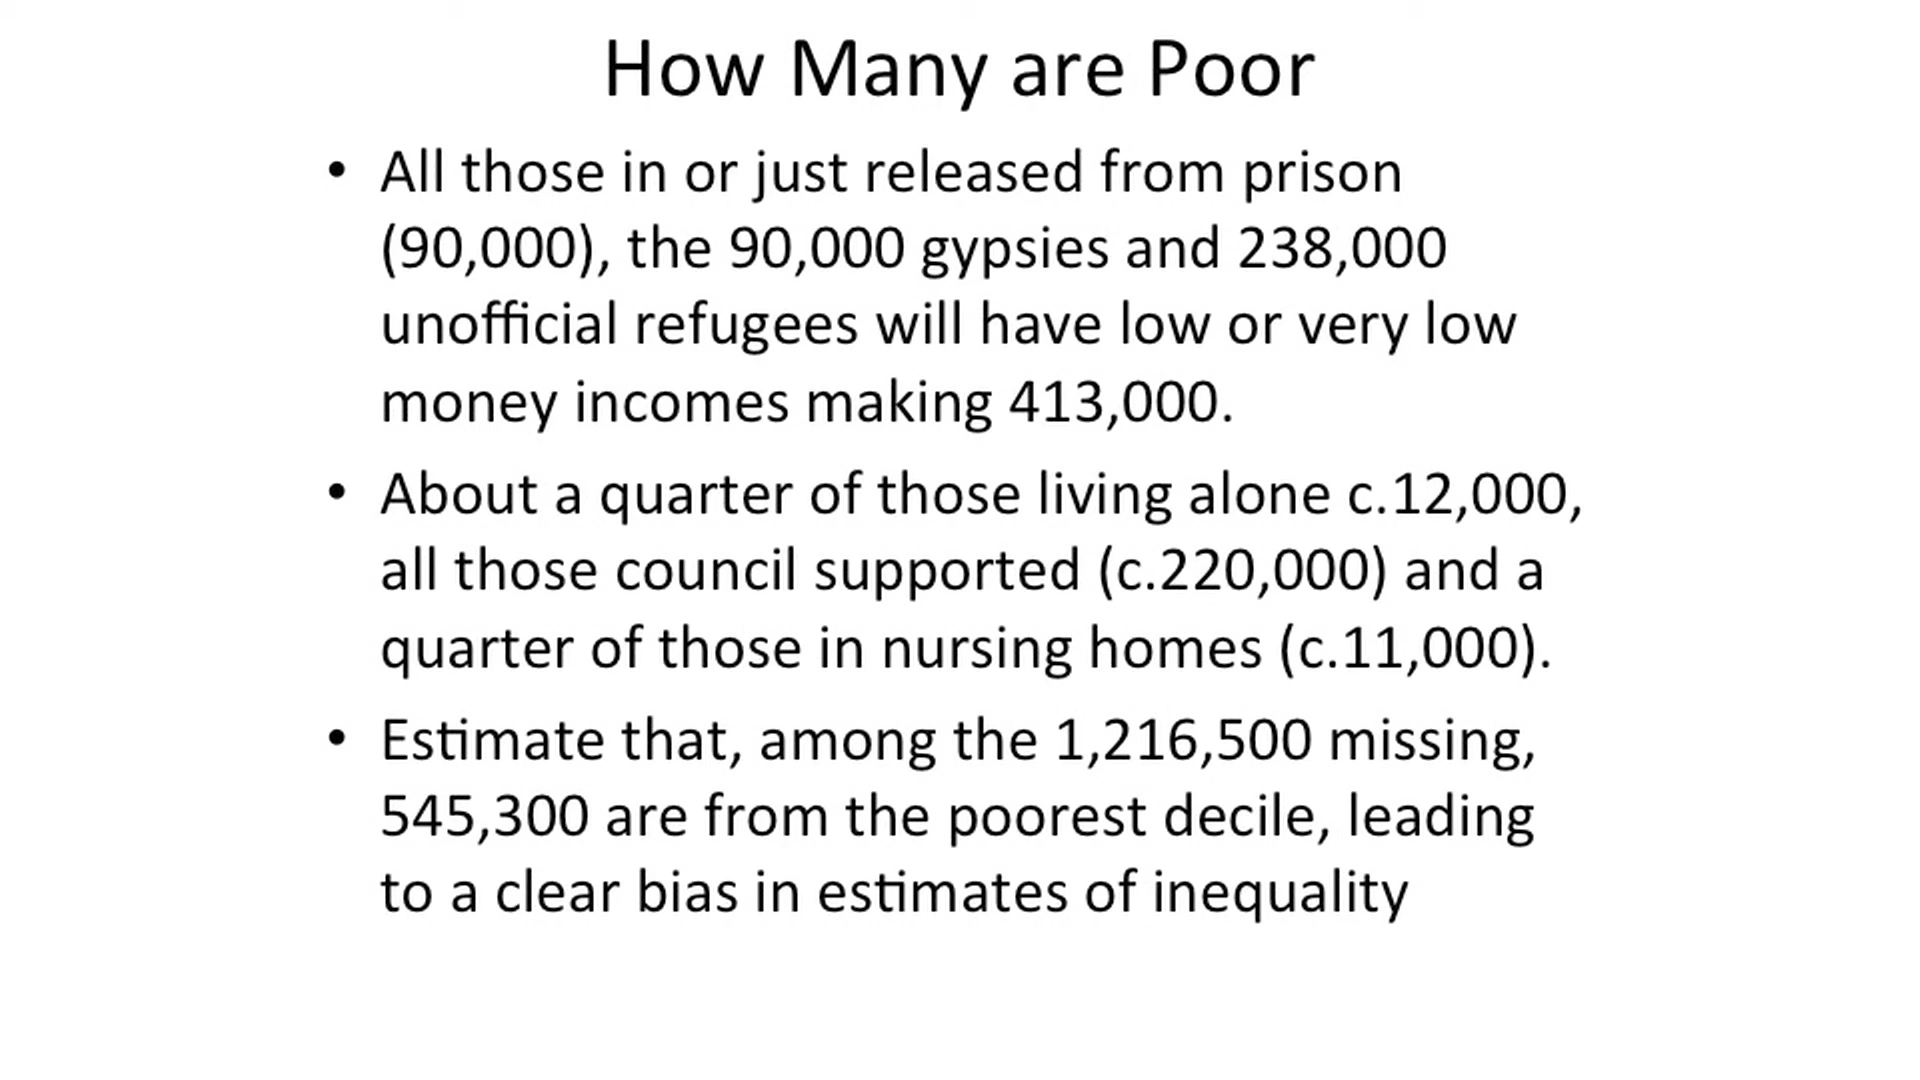 How Many are Poor
• All those in or just released from prison
(90,000), the 90,000 gypsies and 238,000
unofficial refugees will have low or very low
money incomes making 413,000.
• About a quarter of those living alone c.12,000,
all those council supported (c.220,000) and a
quarter of those in nursing homes (c.11,000).
• Estimate that, among the 1,216,500 missing,
545,300 are from the poorest decile, leading
to a clear bias in estimates of inequality